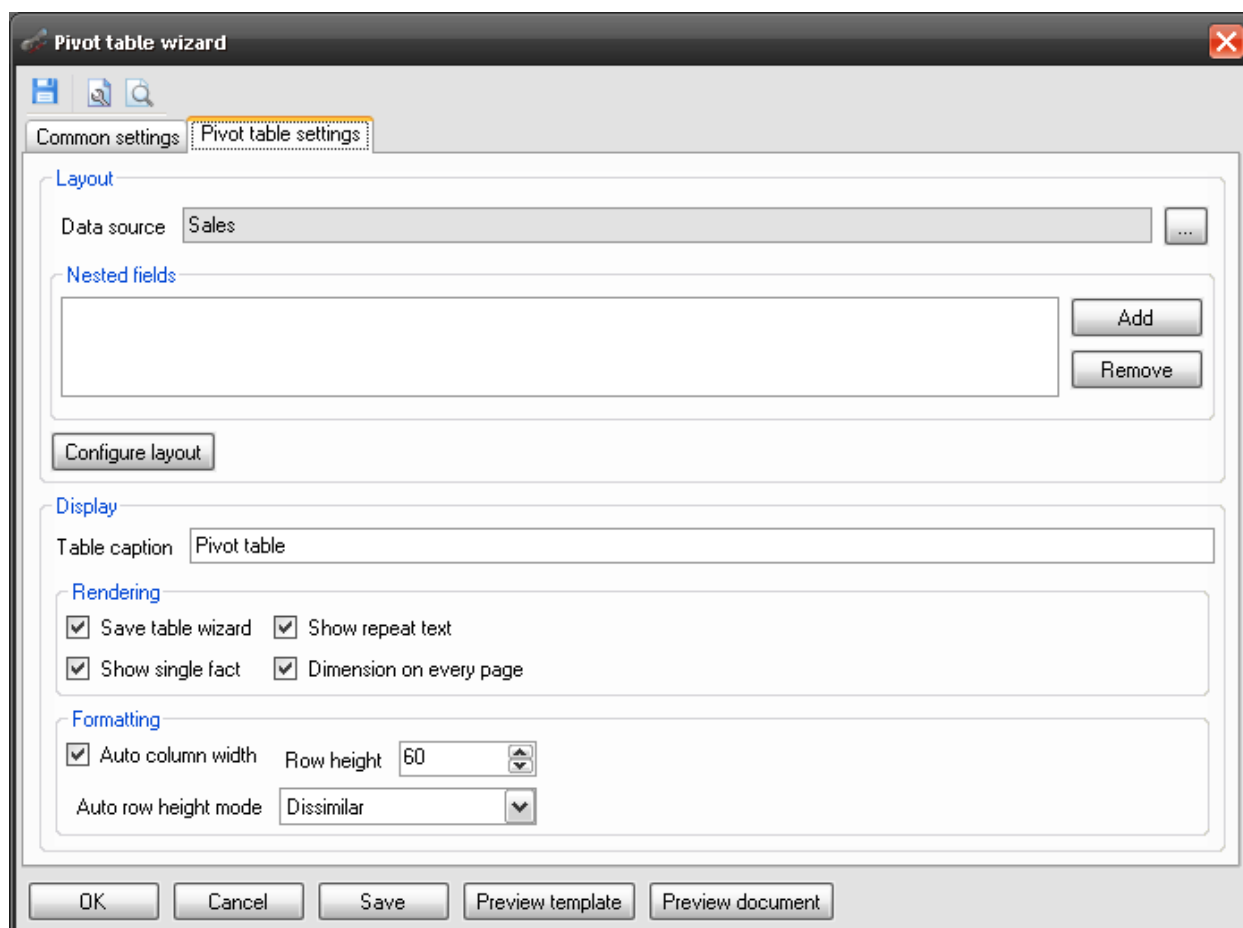 Pivot table wizard
Common settings Pivot table settings
Layout
Data source Sales ...
Nested fields
Add
Remove
Configure layout
Display
Table caption Pivot table
Rendering
Save table wizard Show repeat text
Show single fact Dimension on every page
Formatting
Auto column width Row height 60
Auto row height mode Dissimilar
OK Cancel Save Preview template Preview document